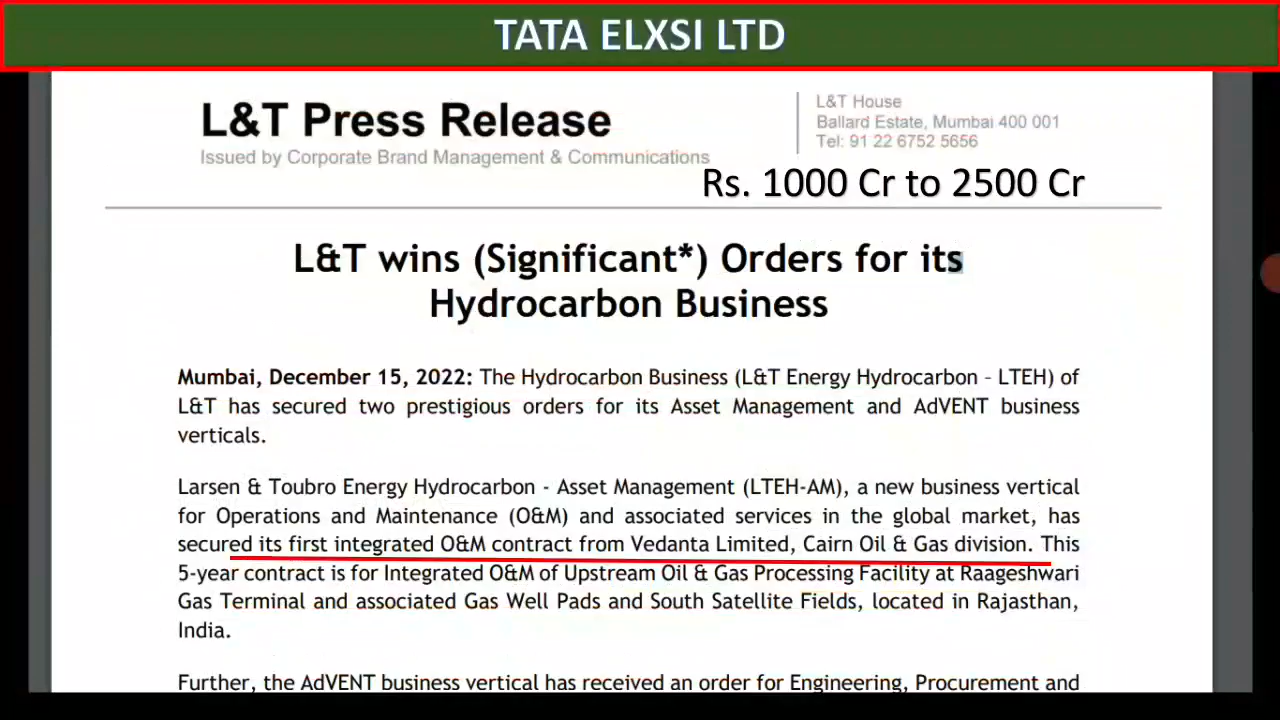 TATA ELXSI LTD
L&T Press Release
Issued by Corporate Brand Management & Communications
L&T House
Ballard Estate, Mumbai 400 001
Tel: 91 22 6752 5656
Rs. 1000 Cr to 2500 Cr
L&T wins (Significant*) Orders for its
Hydrocarbon Business
Mumbai, December 15, 2022: The Hydrocarbon Business (L&T Energy Hydrocarbon – LTEH) of
L&T has secured two prestigious orders for its Asset Management and AdVENT business
verticals.
Larsen & Toubro Energy Hydrocarbon - Asset Management (LTEH-AM), a new business vertical
for Operations and Maintenance (O&M) and associated services in the global market, has
secured its first integrated O&M contract from Vedanta Limited, Cairn Oil & Gas division. This
5-year contract is for Integrated O&M of Upstream Oil & Gas Processing Facility at Raageshwari
Gas Terminal and associated Gas Well Pads and South Satellite Fields, located in Rajasthan,
India.
Further, the AdVENT business vertical has received an order for Engineering, Procurement and